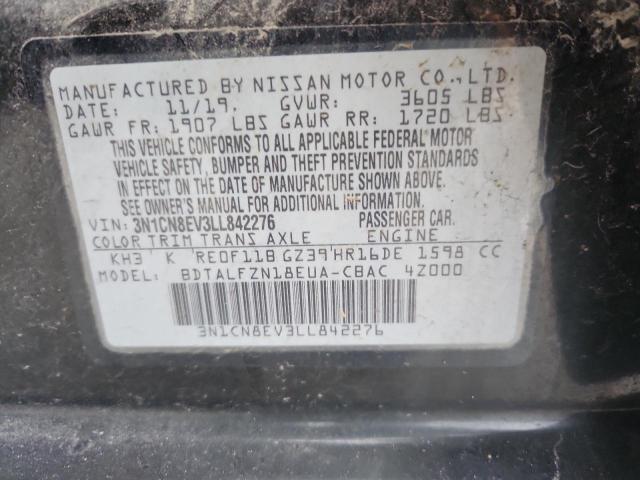 MANUFACTURED BY NISSAN MOTOR CO., LTD.
DATE: 11/19. GVWR: 3605 LBS
GAWR FR: 1907 LBS GAWR RR: 1720 LBS
THIS VEHICLE CONFORMS TO ALL APPLICABLE FEDERAL MOTOR
VEHICLE SAFETY, BUMPER AND THEFT PREVENTION STANDARDS
IN EFFECT ON THE DATE OF MANUFACTURE SHOWN ABOVE.
SEE OWNER'S MANUAL FOR ADDITIONAL INFORMATION.
VIN: 3N1CN8EV3LL842276 PASSENGER CAR.
COLOR TRIM TRANS AXLE ENGINE
KH3 K RE0F11B GZ39 HR16DE 1598 CC
BDTALFZN18EUA-CBAC 4Z000
3N1CN8EV3LL842276